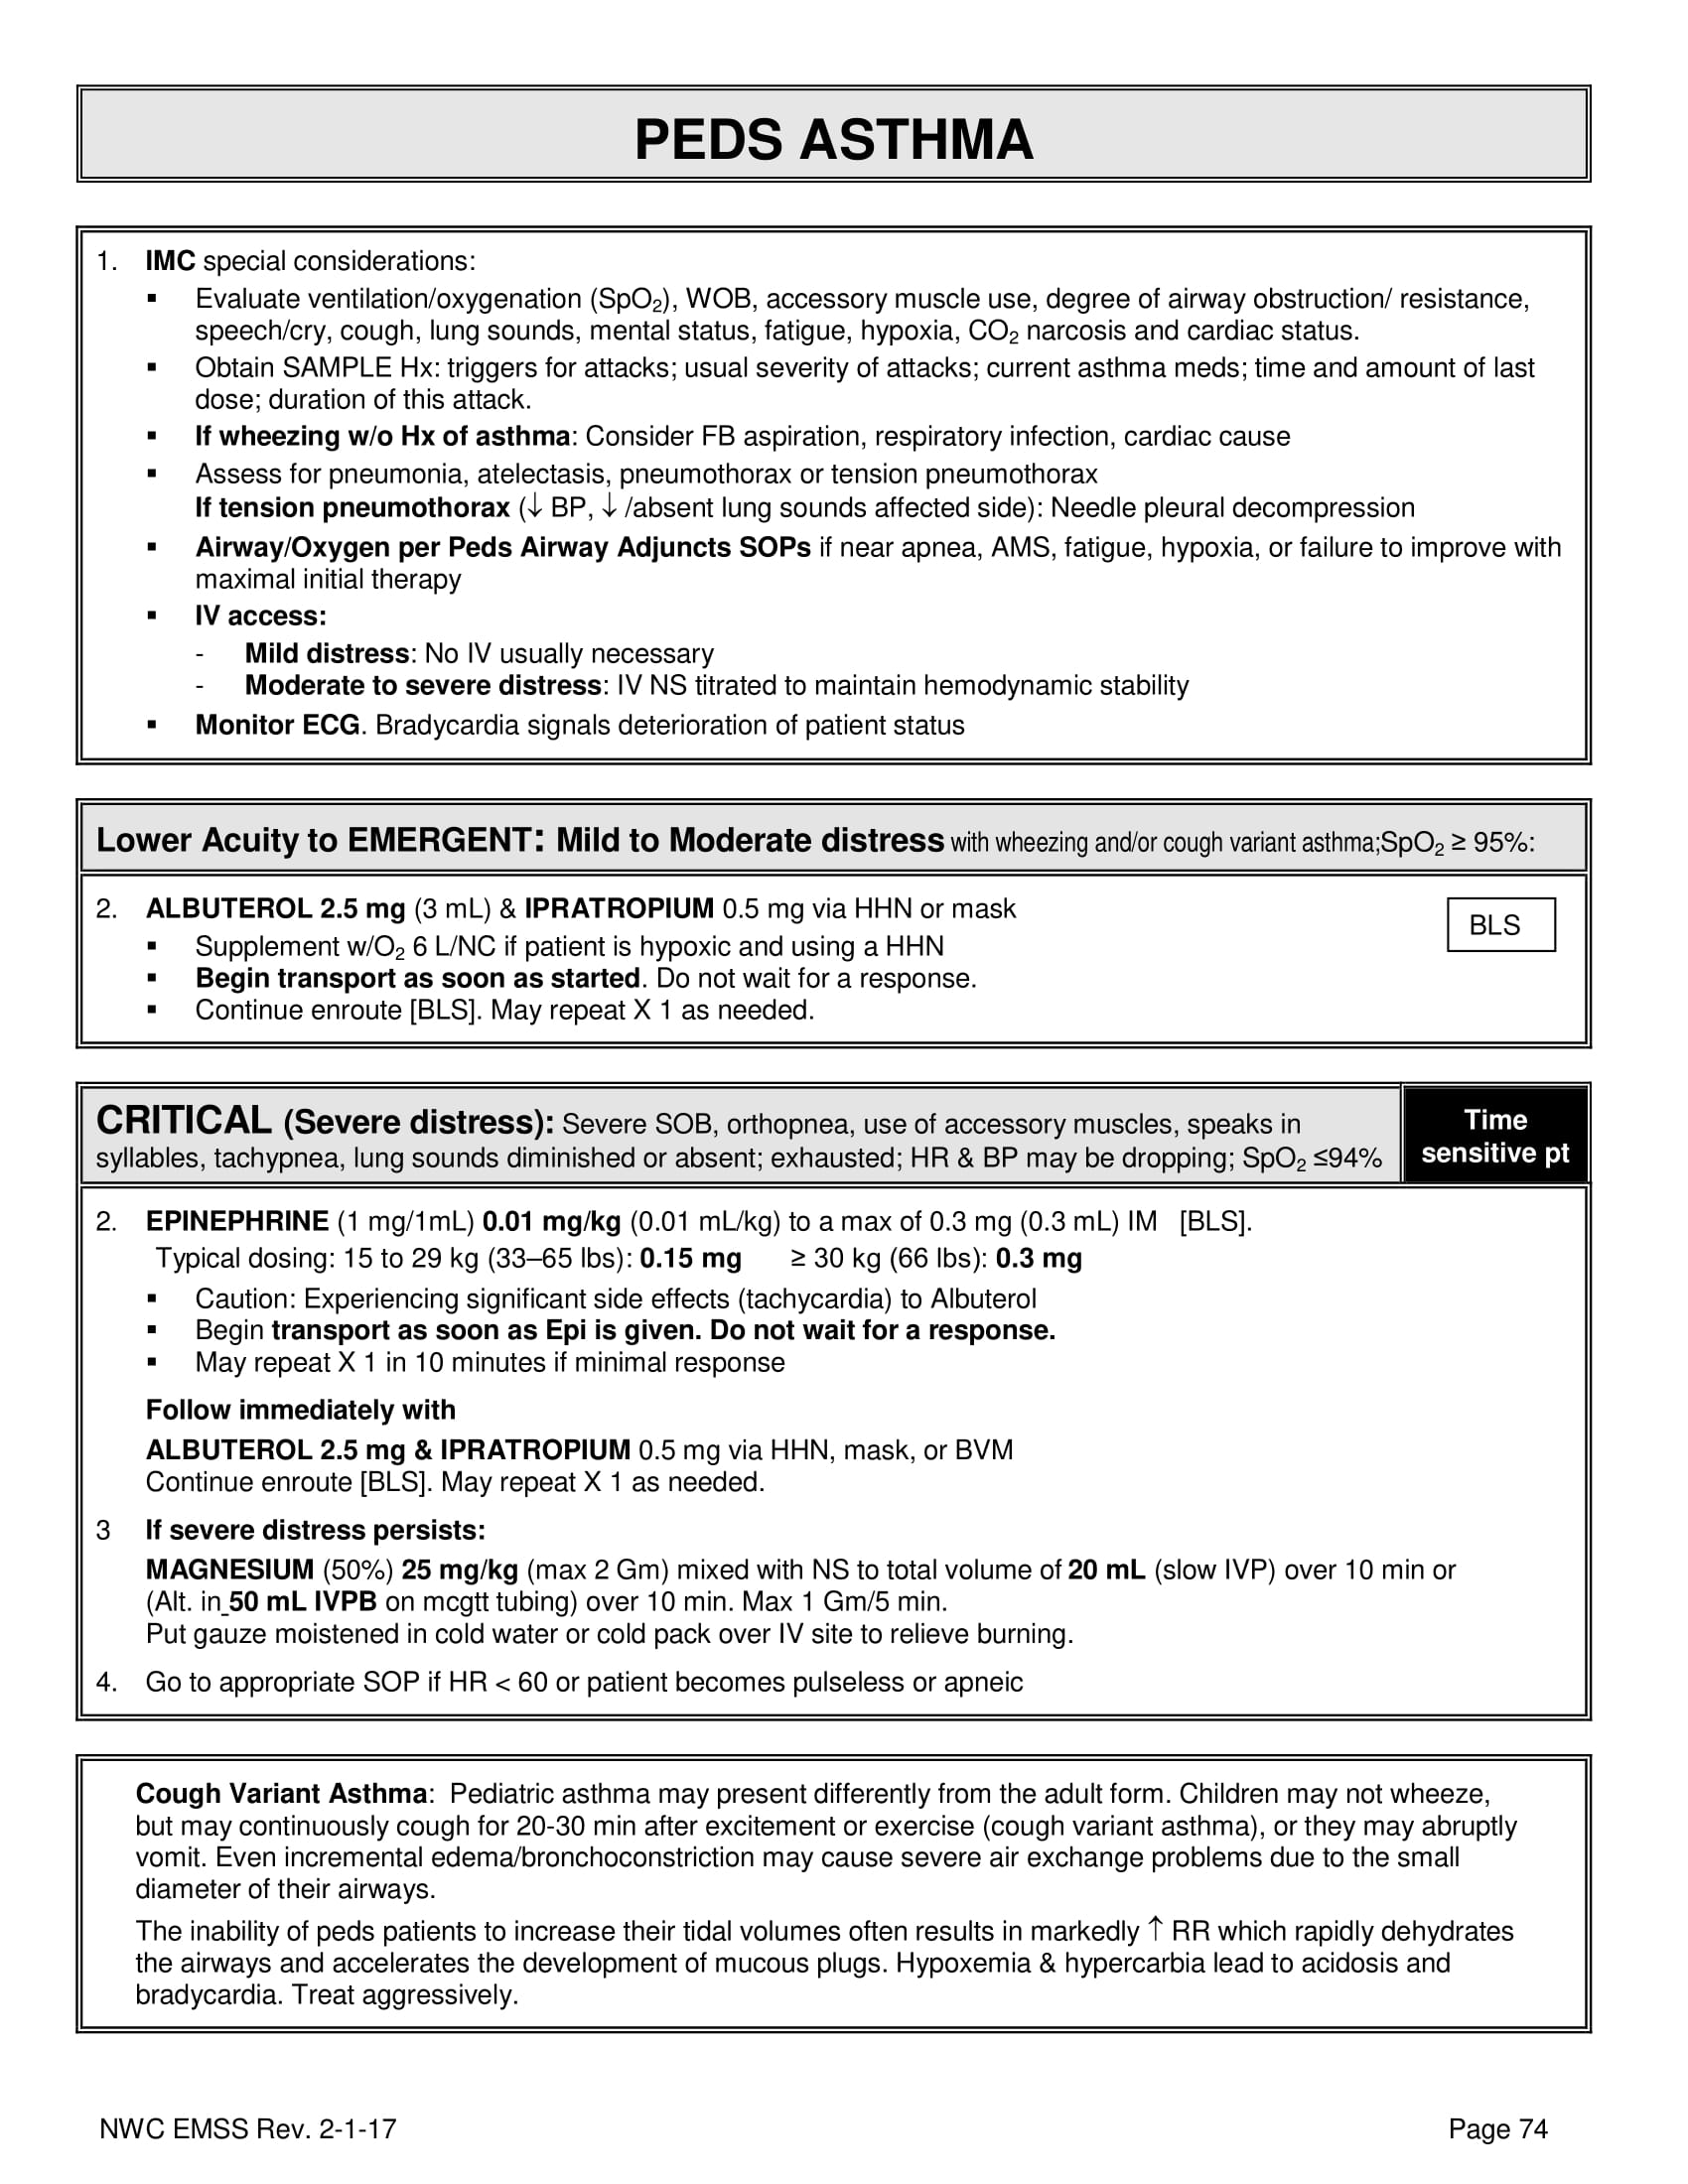 PEDS ASTHMA
1. IMC special considerations:
▪ Evaluate ventilation/oxygenation (SpO2), WOB, accessory muscle use, degree of airway obstruction/ resistance,
speech/cry, cough, lung sounds, mental status, fatigue, hypoxia, CO2 narcosis and cardiac status.
▪ Obtain SAMPLE Hx: triggers for attacks; usual severity of attacks; current asthma meds; time and amount of last
dose; duration of this attack.
▪ If wheezing w/o Hx of asthma: Consider FB aspiration, respiratory infection, cardiac cause
▪ Assess for pneumonia, atelectasis, pneumothorax or tension pneumothorax
If tension pneumothorax (↓ BP, ↓ /absent lung sounds affected side): Needle pleural decompression
▪ Airway/Oxygen per Peds Airway Adjuncts SOPs if near apnea, AMS, fatigue, hypoxia, or failure to improve with
maximal initial therapy
▪ IV access:
- Mild distress: No IV usually necessary
- Moderate to severe distress: IV NS titrated to maintain hemodynamic stability
▪ Monitor ECG. Bradycardia signals deterioration of patient status
Lower Acuity to EMERGENT: Mild to Moderate distress with wheezing and/or cough variant asthma;SpO2 ≥ 95%:
2. ALBUTEROL 2.5 mg (3 mL) & IPRATROPIUM 0.5 mg via HHN or mask
BLS
▪ Supplement w/O2 6 L/NC if patient is hypoxic and using a HHN
▪ Begin transport as soon as started. Do not wait for a response.
▪ Continue enroute [BLS]. May repeat X 1 as needed.
CRITICAL (Severe distress): Severe SOB, orthopnea, use of accessory muscles, speaks in
syllables, tachypnea, lung sounds diminished or absent; exhausted; HR & BP may be dropping; SpO2 ≤94%
Time
sensitive pt
2. EPINEPHRINE (1 mg/1mL) 0.01 mg/kg (0.01 mL/kg) to a max of 0.3 mg (0.3 mL) IM [BLS].
Typical dosing: 15 to 29 kg (33–65 lbs): 0.15 mg ≥ 30 kg (66 lbs): 0.3 mg
▪ Caution: Experiencing significant side effects (tachycardia) to Albuterol
▪ Begin transport as soon as Epi is given. Do not wait for a response.
▪ May repeat X 1 in 10 minutes if minimal response
Follow immediately with
ALBUTEROL 2.5 mg & IPRATROPIUM 0.5 mg via HHN, mask, or BVM
Continue enroute [BLS]. May repeat X 1 as needed.
3 If severe distress persists:
MAGNESIUM (50%) 25 mg/kg (max 2 Gm) mixed with NS to total volume of 20 mL (slow IVP) over 10 min or
(Alt. in 50 mL IVPB on mcgtt tubing) over 10 min. Max 1 Gm/5 min.
Put gauze moistened in cold water or cold pack over IV site to relieve burning.
4. Go to appropriate SOP if HR < 60 or patient becomes pulseless or apneic
Cough Variant Asthma: Pediatric asthma may present differently from the adult form. Children may not wheeze,
but may continuously cough for 20-30 min after excitement or exercise (cough variant asthma), or they may abruptly
vomit. Even incremental edema/bronchoconstriction may cause severe air exchange problems due to the small
diameter of their airways.
The inability of peds patients to increase their tidal volumes often results in markedly ↑ RR which rapidly dehydrates
the airways and accelerates the development of mucous plugs. Hypoxemia & hypercarbia lead to acidosis and
bradycardia. Treat aggressively.
NWC EMSS Rev. 2-1-17
Page 74